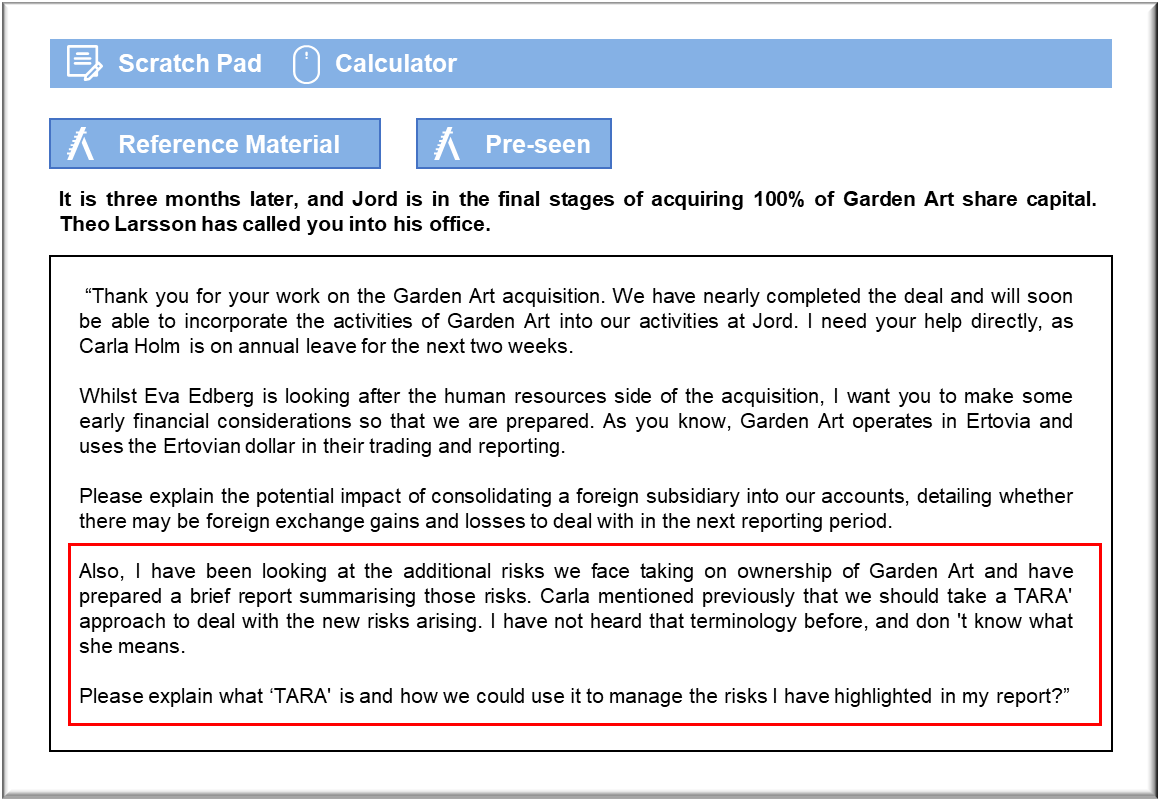 Scratch Pad Calculator
Reference Material Pre-seen
It is three months later, and Jord is in the final stages of acquiring 100% of Garden Art share capital.
Theo Larsson has called you into his office.
“Thank you for your work on the Garden Art acquisition. We have nearly completed the deal and will soon
be able to incorporate the activities of Garden Art into our activities at Jord. I need your help directly, as
Carla Holm is on annual leave for the next two weeks.
Whilst Eva Edberg is looking after the human resources side of the acquisition, I want you to make some
early financial considerations so that we are prepared. As you know, Garden Art operates in Ertovia and
uses the Ertovian dollar in their trading and reporting.
Please explain the potential impact of consolidating a foreign subsidiary into our accounts, detailing whether
there may be foreign exchange gains and losses to deal with in the next reporting period.
Also, I have been looking at the additional risks we face taking on ownership of Garden Art and have
prepared a brief report summarising those risks. Carla mentioned previously that we should take a TARA'
approach to deal with the new risks arising. I have not heard that terminology before, and don 't know what
she means.
Please explain what ‘TARA' is and how we could use it to manage the risks I have highlighted in my report?”